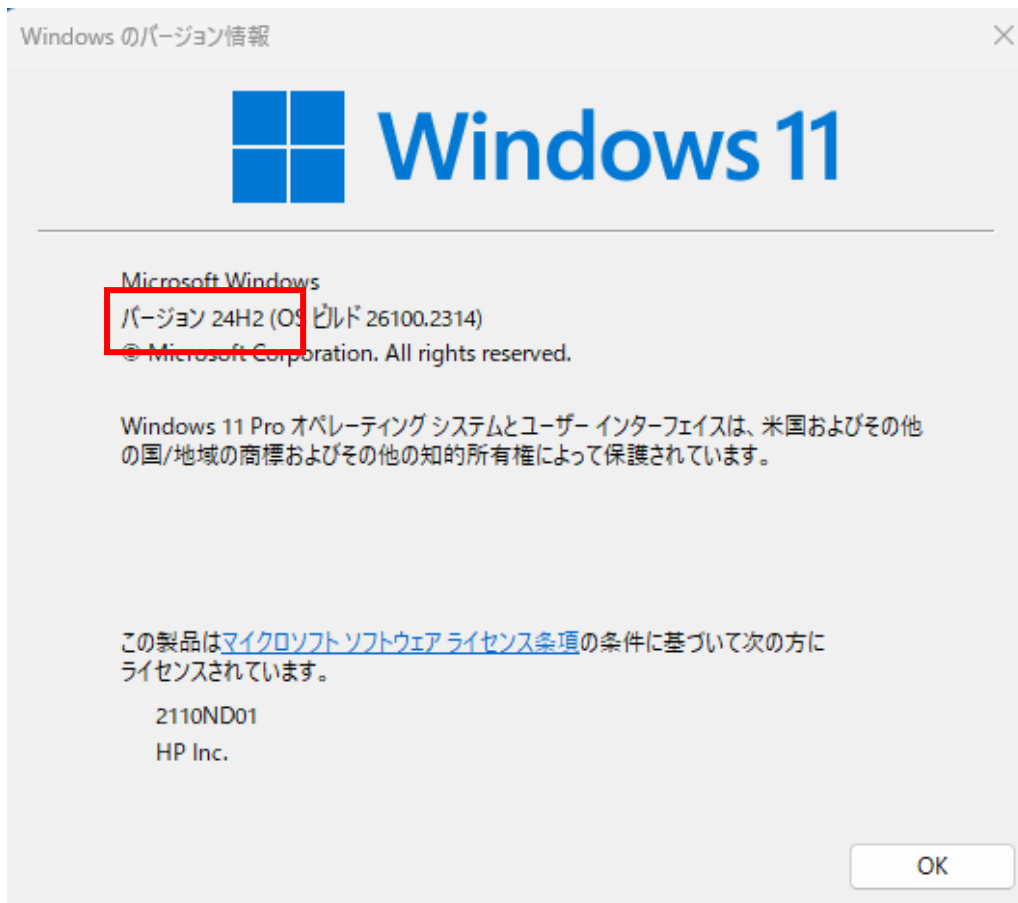 Windows のバージョン情報
Windows 11
Microsoft Windows
バージョン 24H2 (OS ビルド 26100.2314)
© Microsoft Corporation. All rights reserved.
Windows 11 Pro オペレーティング システムとユーザー インターフェイスは、米国およびその他
の国/地域の商標およびその他の知的所有権によって保護されています。
この製品はマイクロソフト ソフトウェア ライセンス条項の条件に基づいて次の方に
ライセンスされています。
2110ND01
HP Inc.
OK